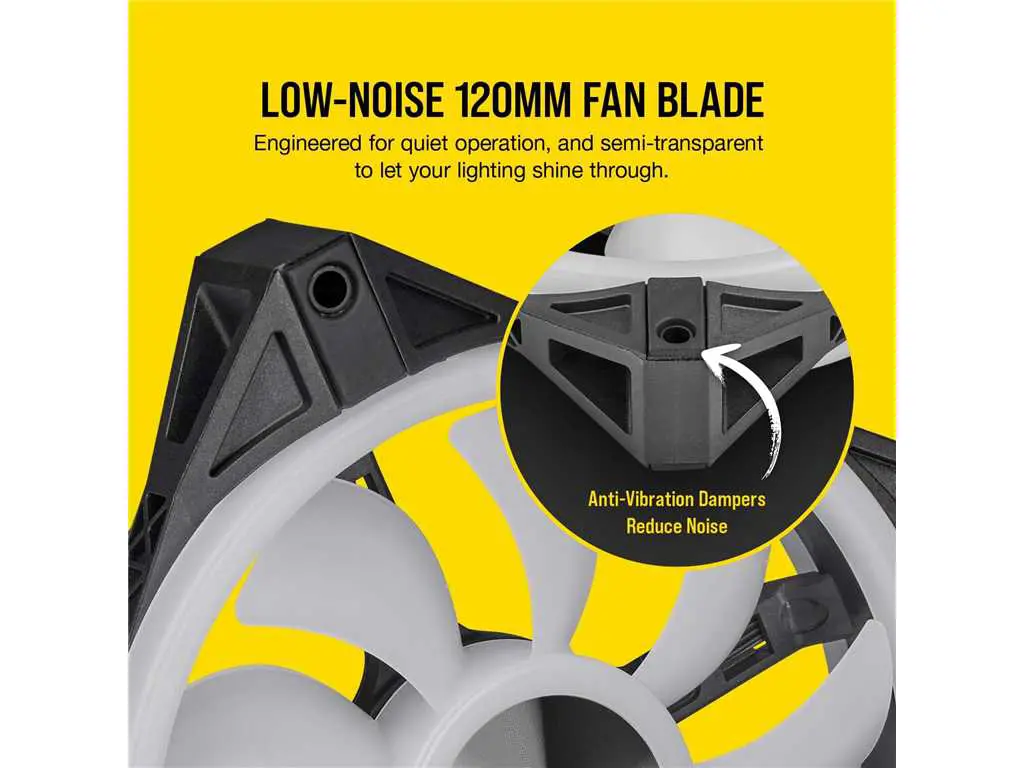 LOW-NOISE 120MM FAN BLADE
Engineered for quiet operation, and semi-transparent
to let your lighting shine through.
Anti-Vibration Dampers
Reduce Noise